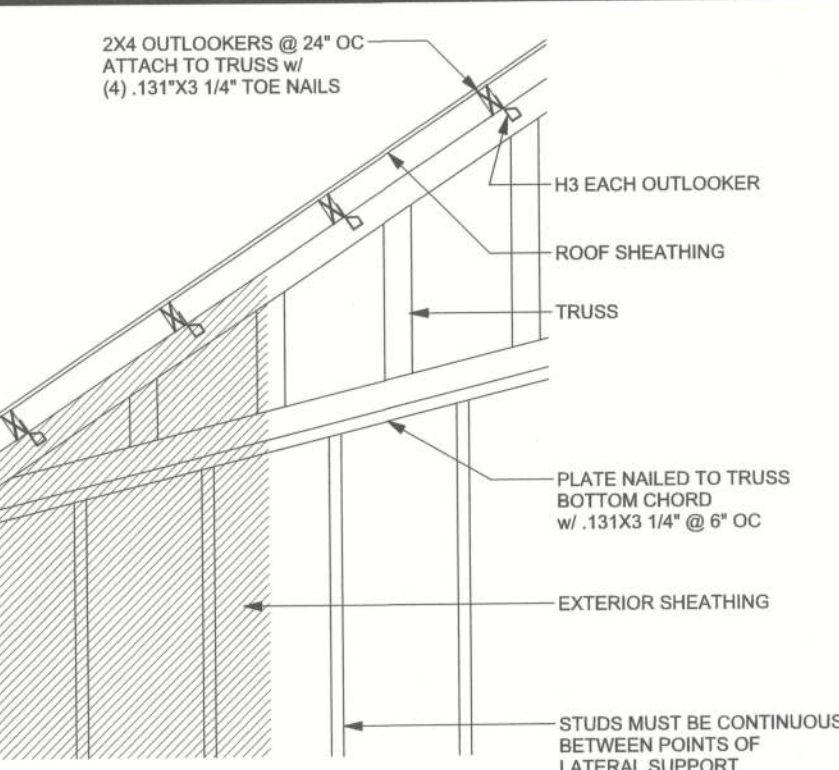 2X4 OUTLOOKERS @ 24" OC
ATTACH TO TRUSS w/
(4) .131"X3 1/4" TOE NAILS
H3 EACH OUTLOOKER
ROOF SHEATHING
TRUSS
PLATE NAILED TO TRUSS
BOTTOM CHORD
w/ .131X3 1/4" @ 6" OC
EXTERIOR SHEATHING
STUDS MUST BE CONTINUOUS
BETWEEN POINTS OF
LATERAL SUPPORT